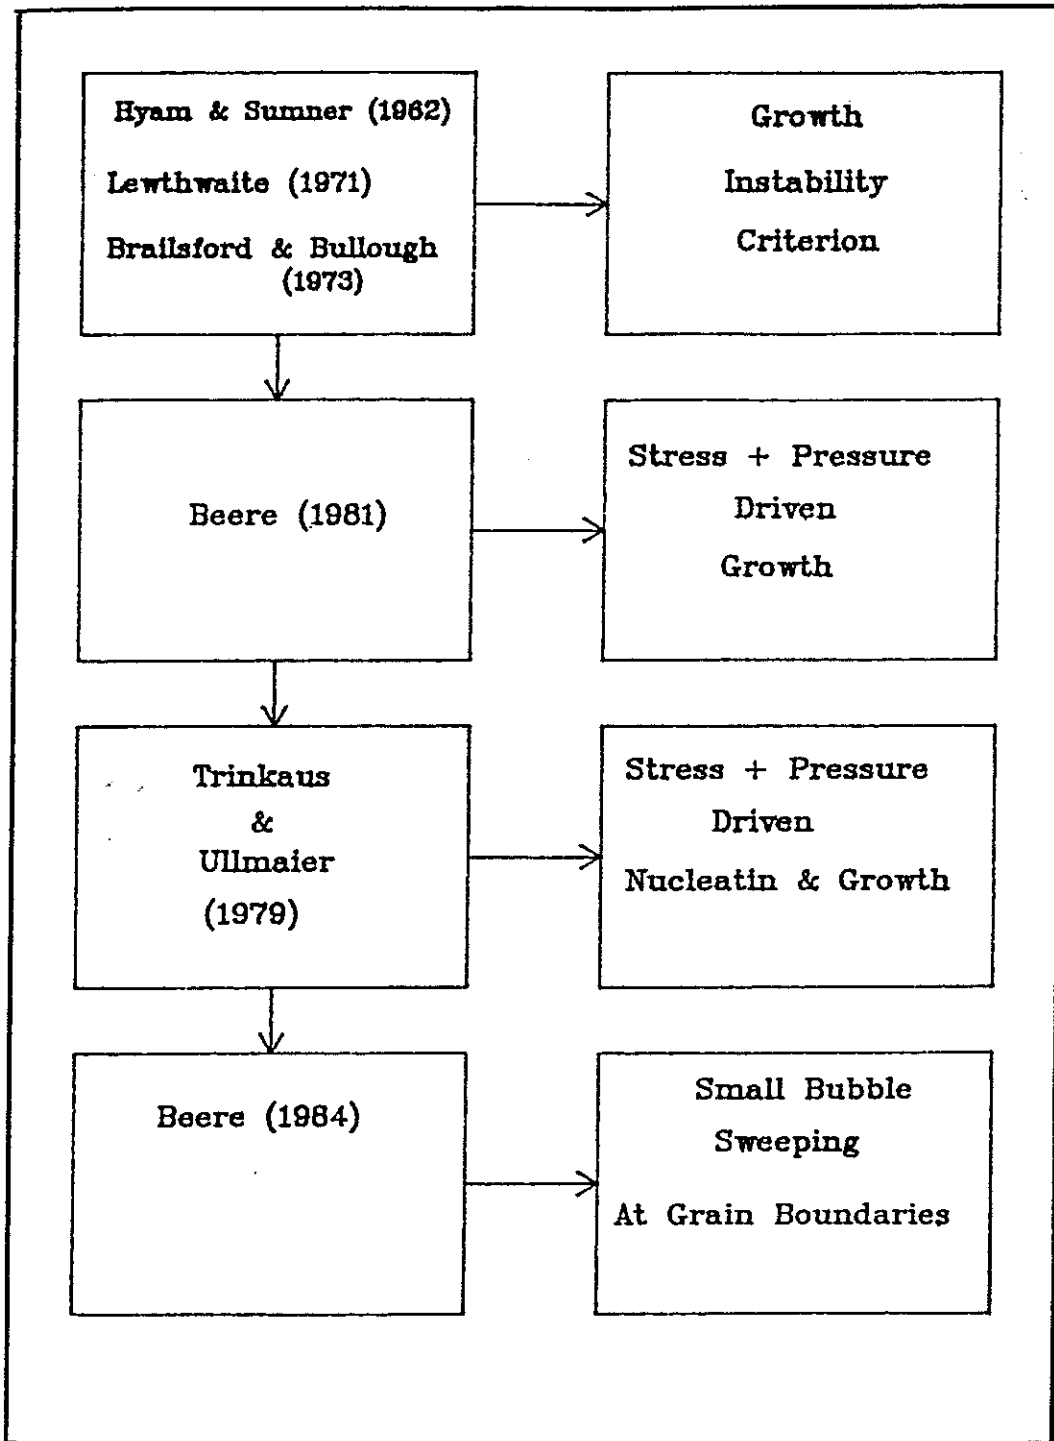 Hyam & Sumner (1962)
Lewthwaite (1971)
Brailsford & Bullough
(1973)
Growth
Instability
Criterion
Beere (1981)
Stress + Pressure
Driven
Growth
Trinkaus
&
Ullmaier
(1979)
Stress + Pressure
Driven
Nucleatin & Growth
Beere (1984)
Small Bubble
Sweeping
At Grain Boundaries